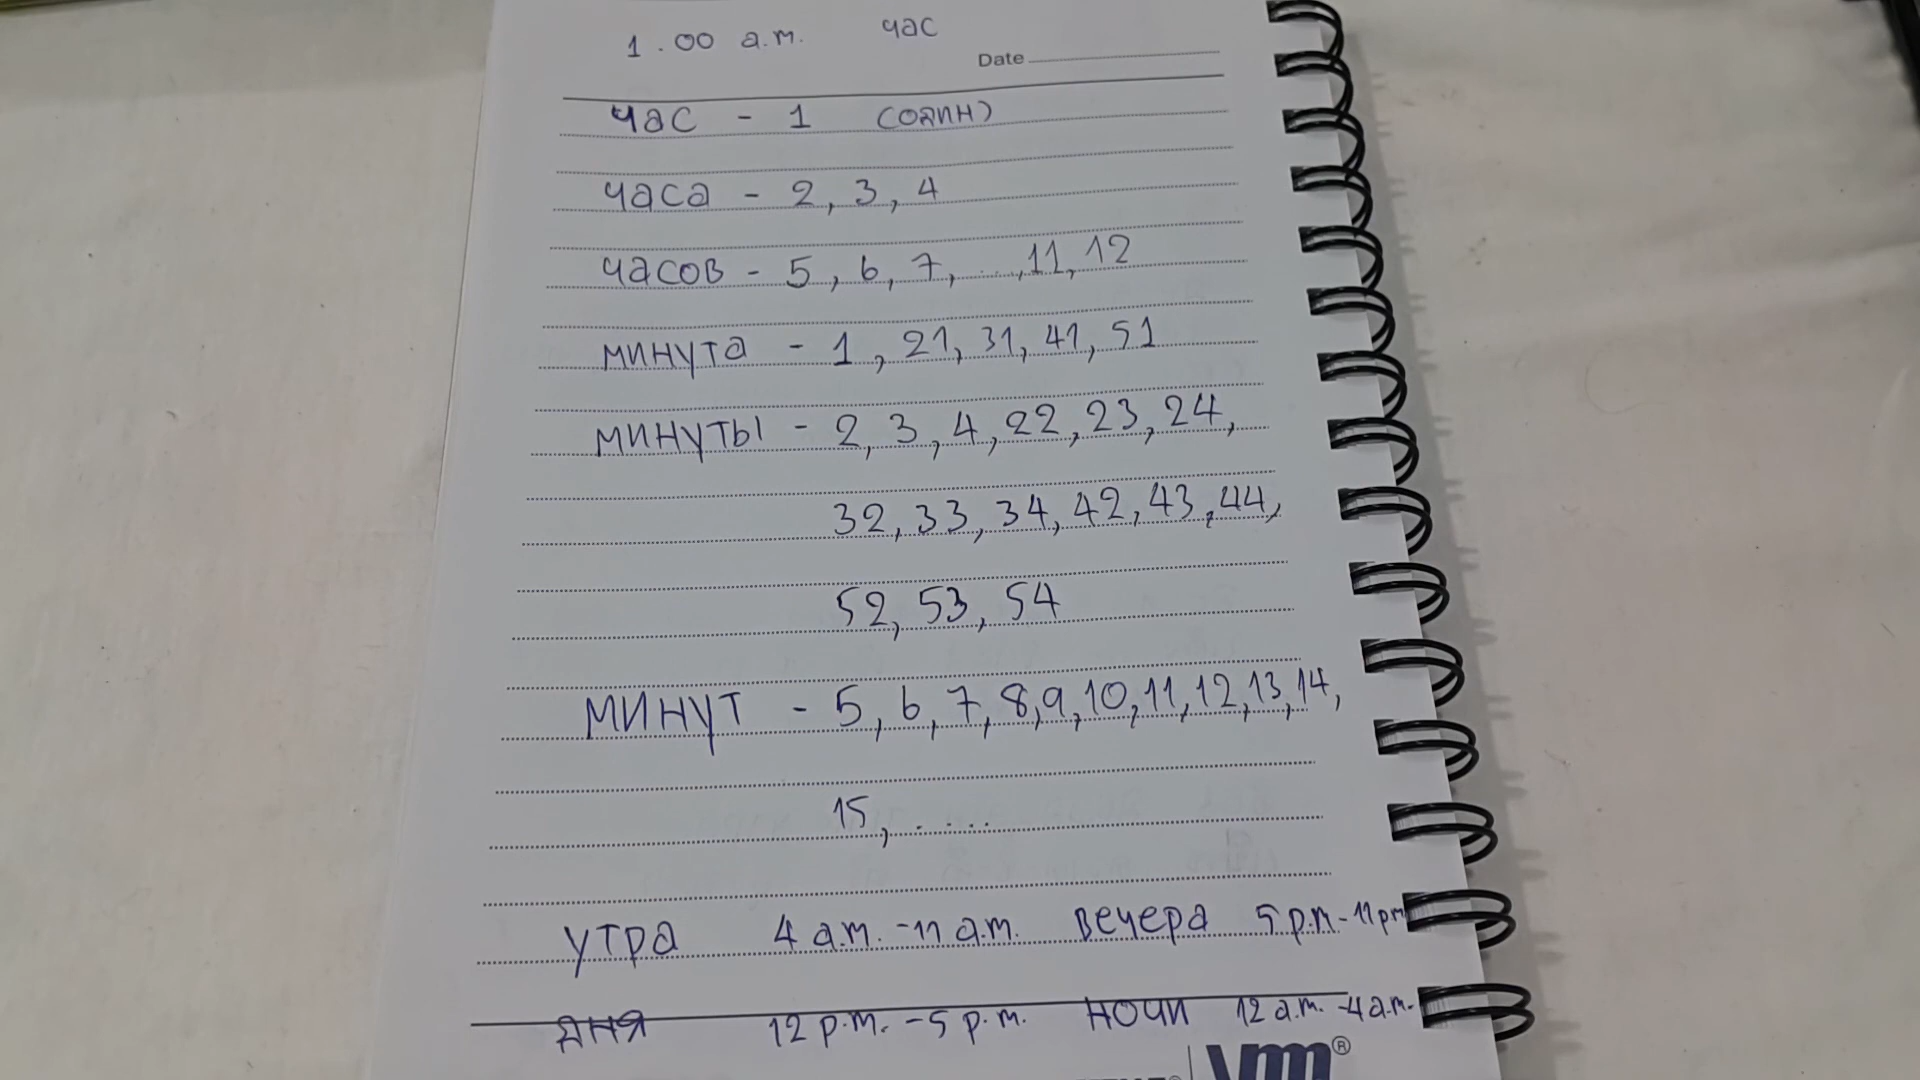 1.00 a.m. час
Date
час - 1 (один)
часа - 2, 3, 4
часов - 5, 6, 7, ...., 11, 12
минута - 1, 21, 31, 41, 51
минуты - 2, 3, 4, 22, 23, 24,
32, 33, 34, 42, 43, 44,
52, 53, 54
минут - 5, 6, 7, 8, 9, 10, 11, 12, 13, 14,
15, ......
утра 4 a.m. - 11 a.m. вечера 5 p.m. - 11 pm
дня 12 p.m. - 5 p.m. ночи 12 a.m. - 4 a.m.